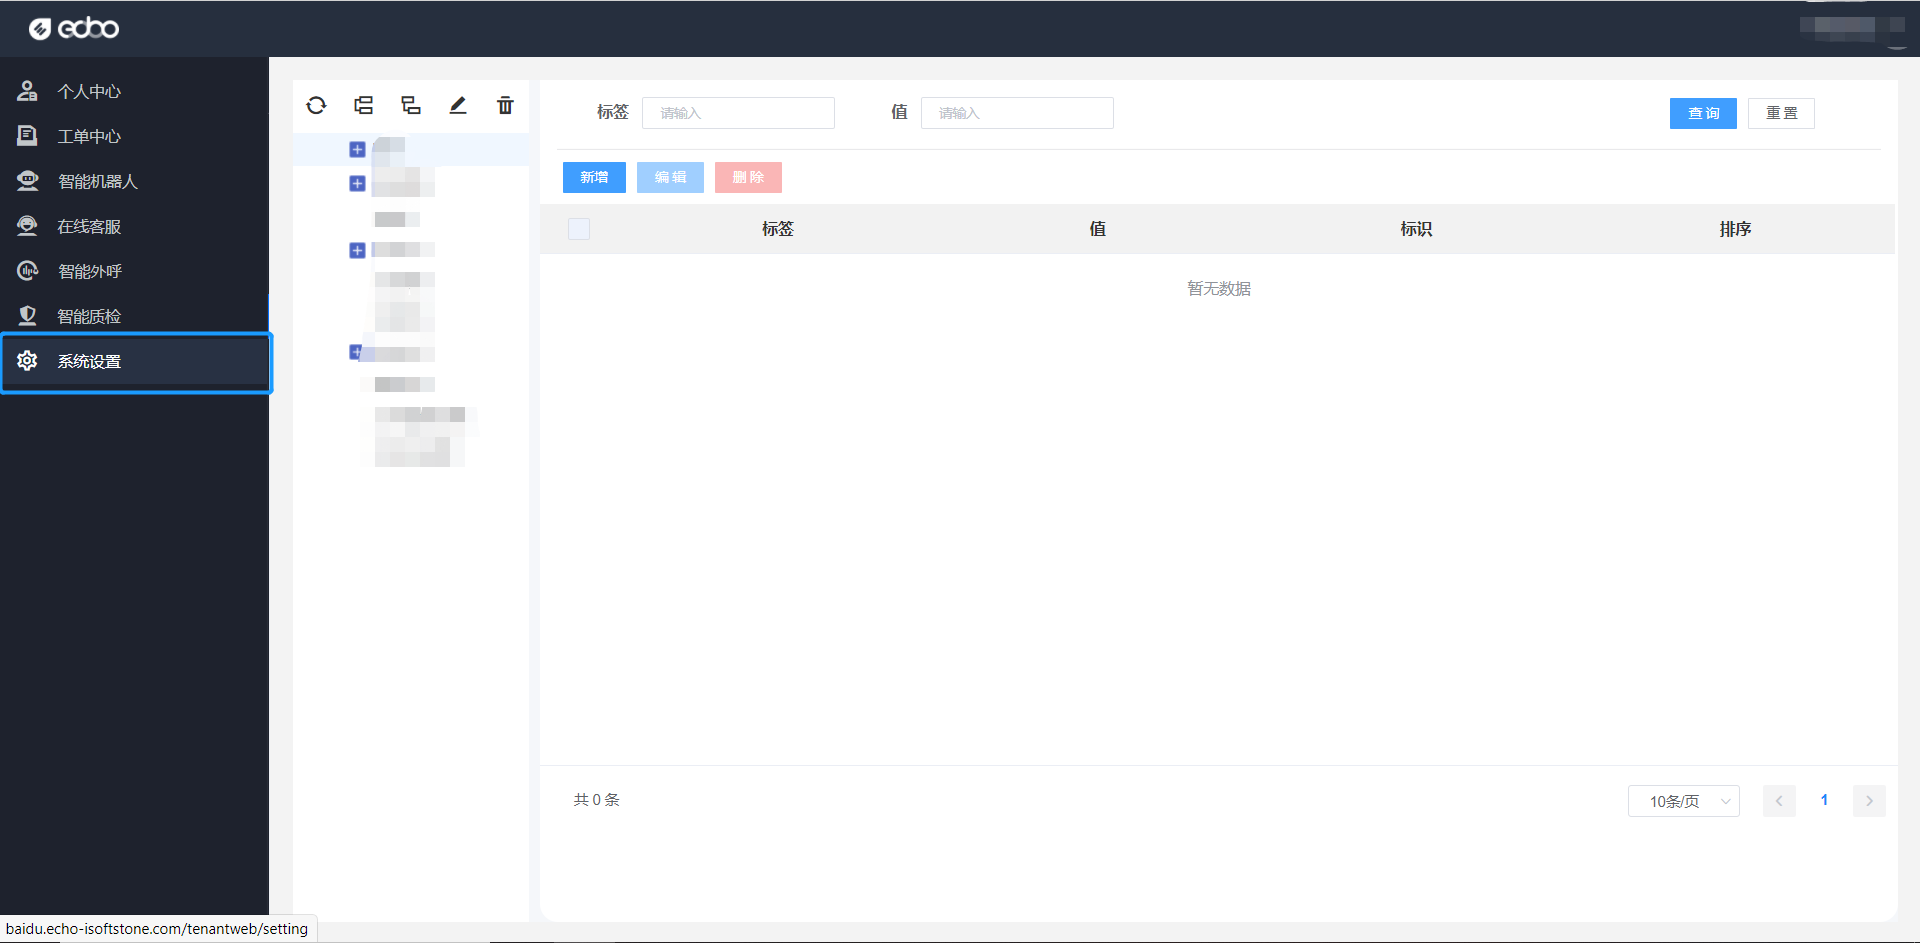 echo
个人中心
工单中心
智能机器人
在线客服
智能外呼
智能质检
系统设置
标签 请输入 值 请输入 查询 重置
新增 编辑 删除
标签 值 标识 排序
暂无数据
共 0 条 10条/页 1
baidu.echo-isoftstone.com/tenantweb/setting